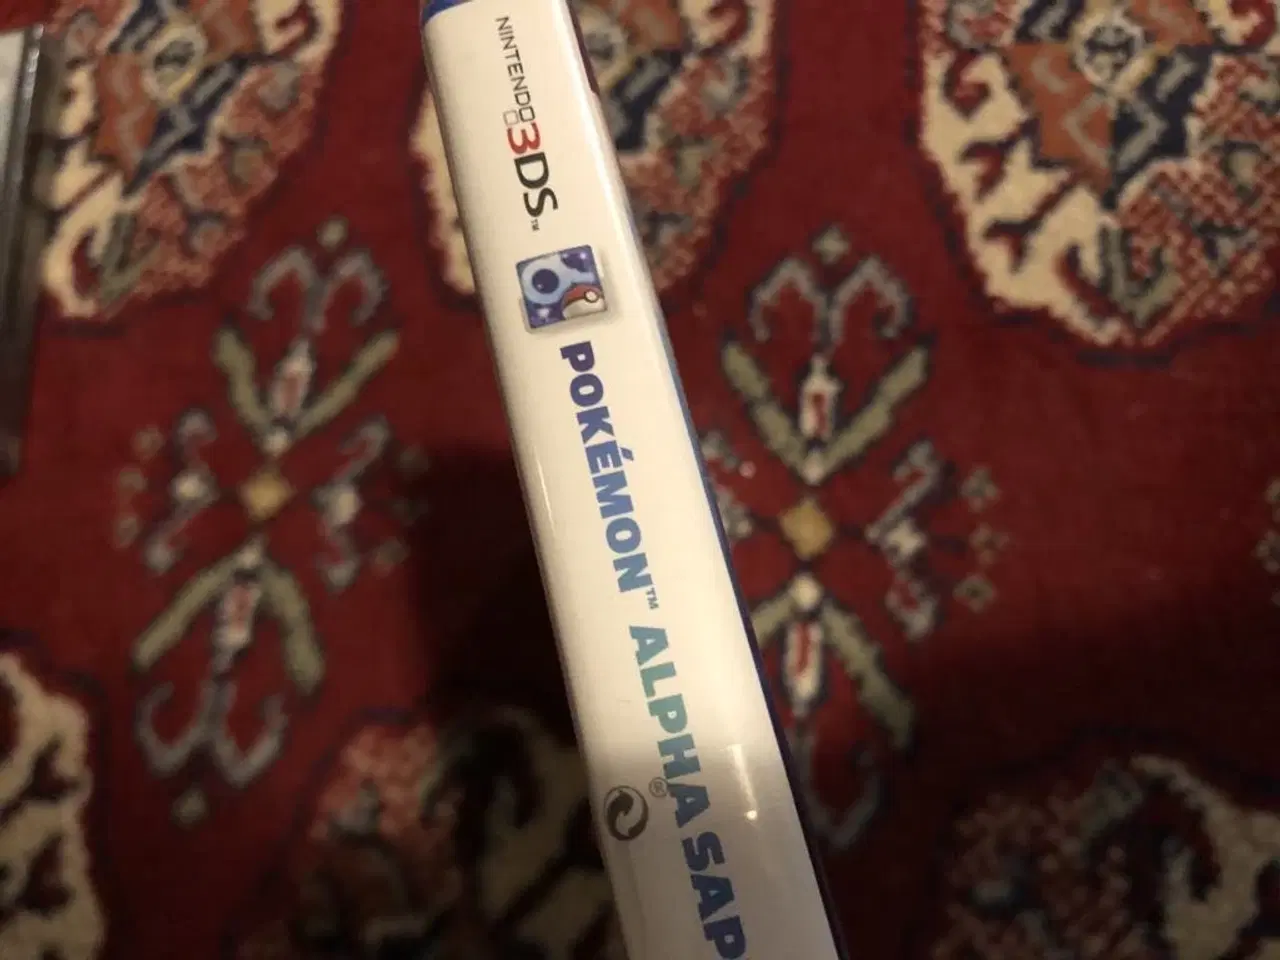 NINTENDO 3DS™
POKÉMON™ ALPHA SAP